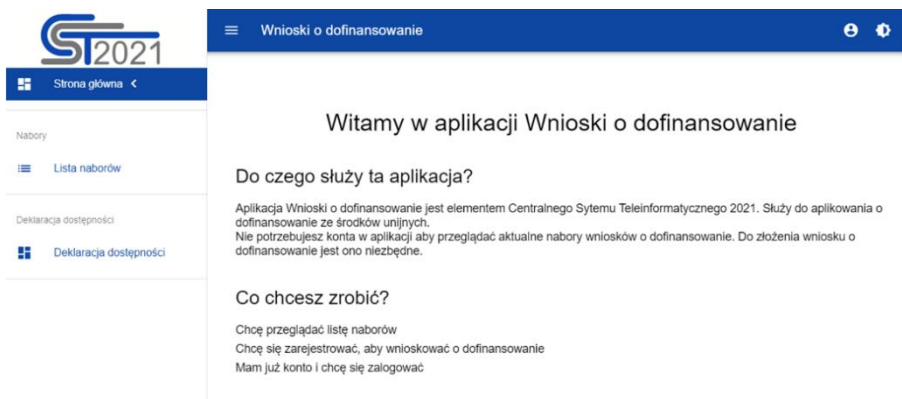 CST2021
Wnioski o dofinansowanie
Strona główna
Nabory
Lista naborów
Deklaracja dostępności
Deklaracja dostępności
Witamy w aplikacji Wnioski o dofinansowanie
Do czego służy ta aplikacja?
Aplikacja Wnioski o dofinansowanie jest elementem Centralnego Sytemu Teleinformatycznego 2021. Służy do aplikowania o
dofinansowanie ze środków unijnych.
Nie potrzebujesz konta w aplikacji aby przeglądać aktualne nabory wniosków o dofinansowanie. Do złożenia wniosku o
dofinansowanie jest ono niezbędne.
Co chcesz zrobić?
Chcę przeglądać listę naborów
Chcę się zarejestrować, aby wnioskować o dofinansowanie
Mam już konto i chcę się zalogować